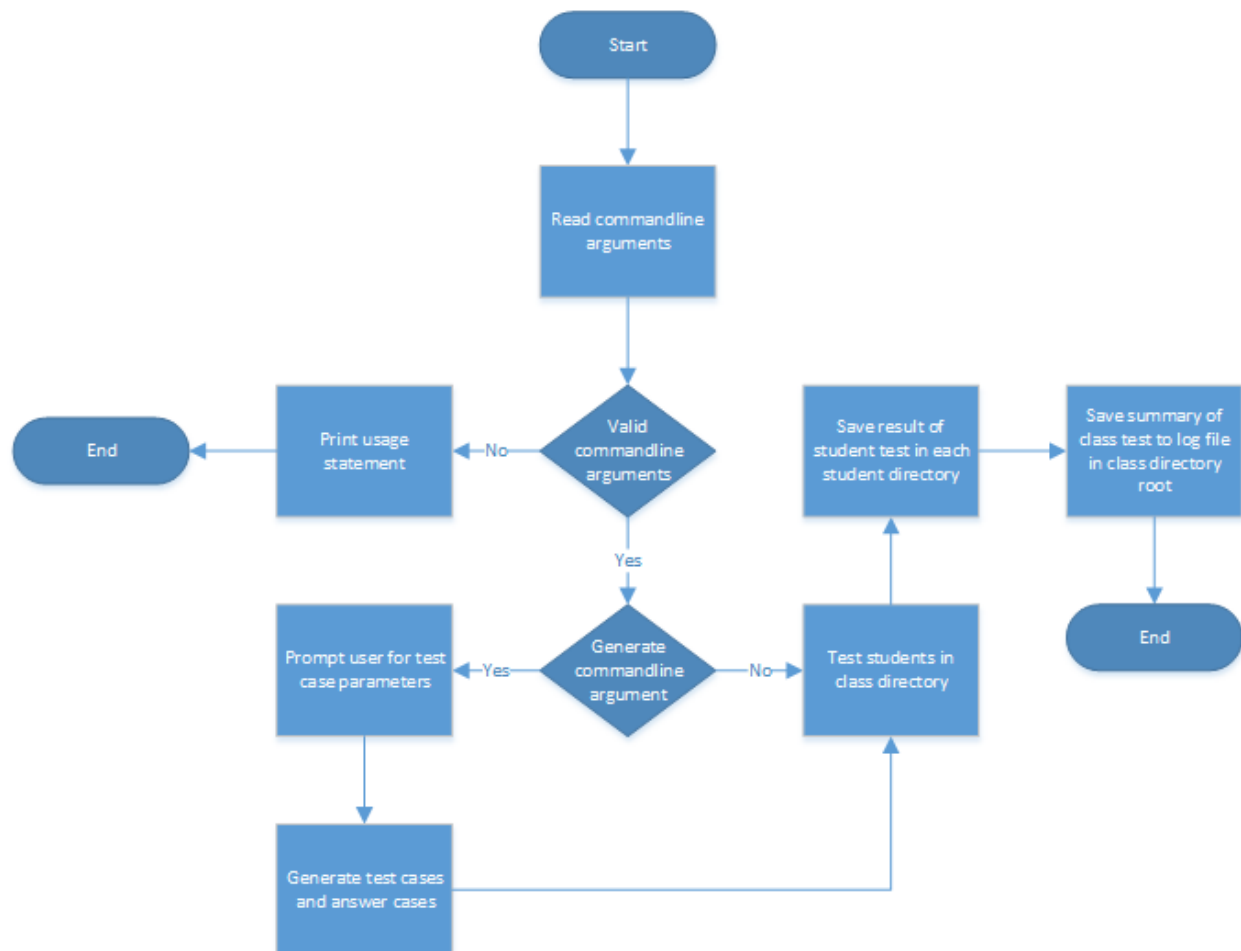 Start
Read commandline
arguments
Valid
commandline
arguments
No
Print usage
statement
End
Yes
Generate
commandline
argument
Yes
Prompt user for test
case parameters
Generate test cases
and answer cases
No
Test students in
class directory
Save result of
student test in each
student directory
Save summary of
class test to log file
in class directory
root
End